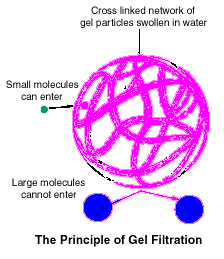 Cross linked network of
gel particles swollen in water
Small molecules
can enter
Large molecules
cannot enter
The Principle of Gel Filtration